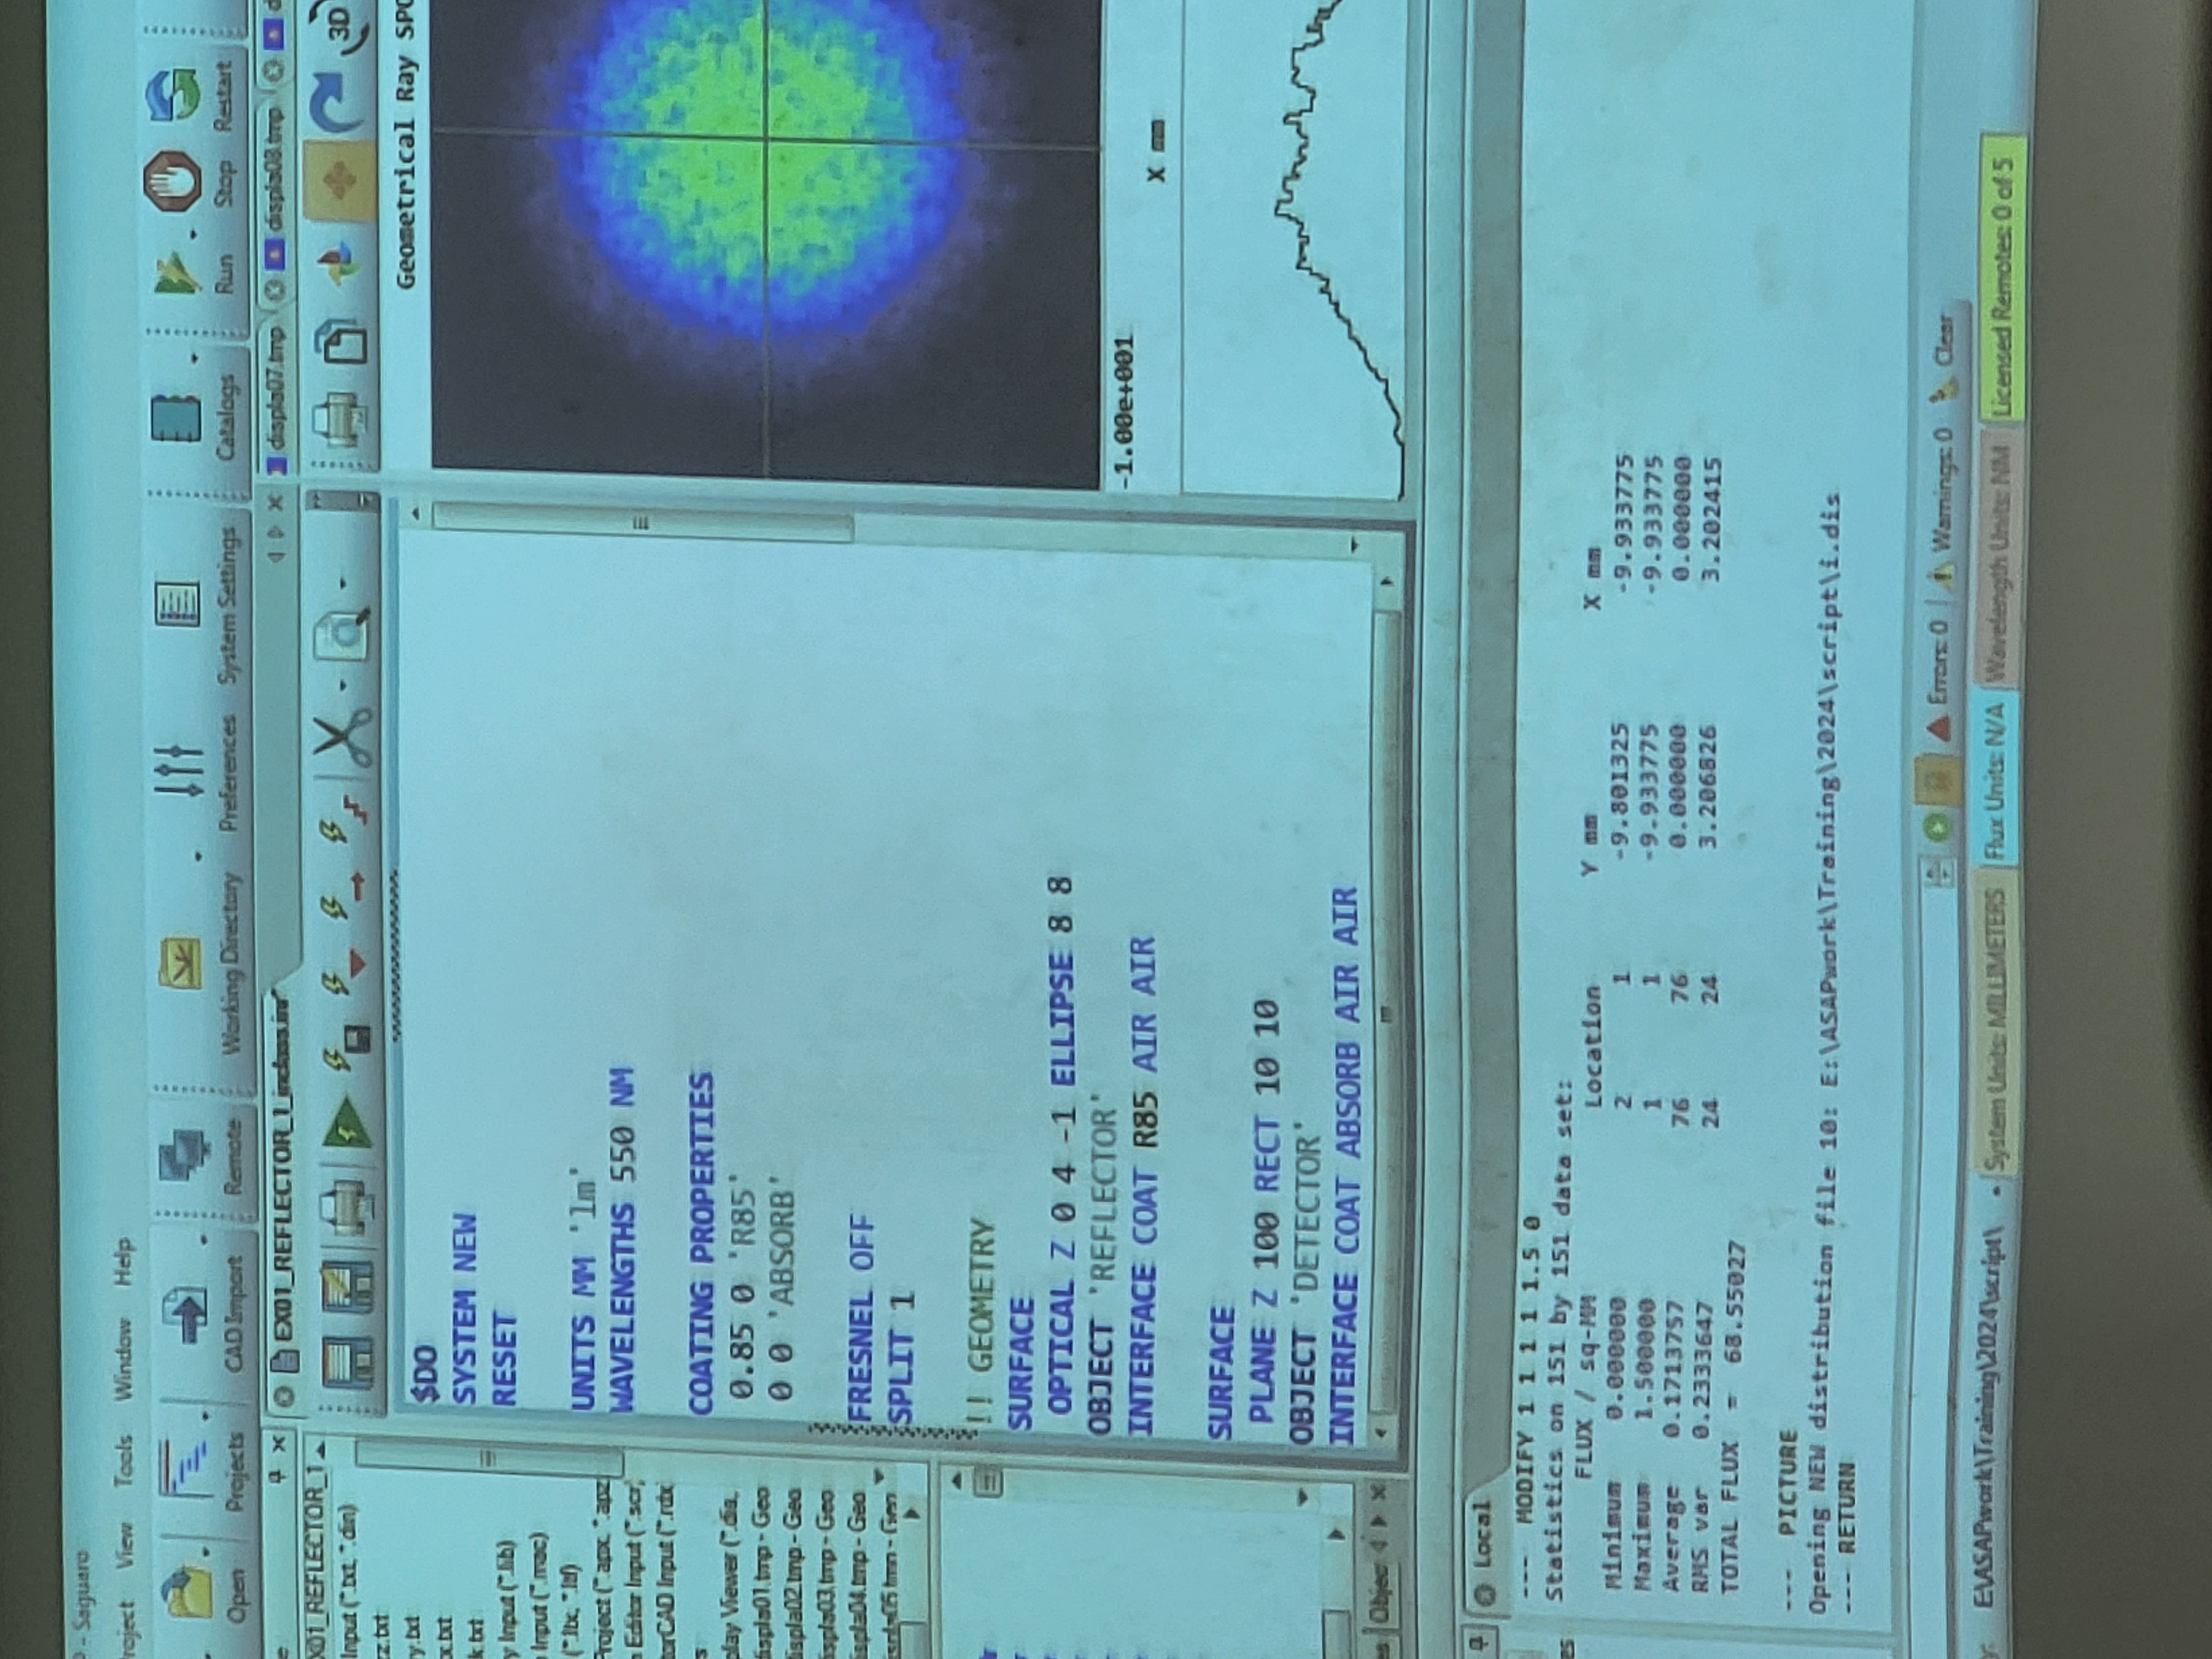 - Saguaro
View Tools Window Help
Open Projects CAD Import Remote Working Directory Preferences System Settings Catalogs Run Stop Restart
EX01_REFLECTOR_1_inclass.inr*
displa07.tmp displa08.tmp
X01_REFLECTOR_1
Input (*.txt, *.din)
z.txt
y.txt
x.txt
k.txt
y Input (*.lib)
Input (*.mac)
(*.ltx, *.ltf)
Project (*.apx, *.apz
Editor Input (*.scr,
torCAD Input (*.rdx
play Viewer (*.dis,
displa01.tmp - Geo
displa02.tmp - Geo
displa03.tmp - Geo
displa04.tmp - Geo
Objec
$DO
SYSTEM NEW
RESET
UNITS MM 'lm'
WAVELENGTHS 550 NM
COATING PROPERTIES
0.85 0 'R85'
0 0 'ABSORB'
FRESNEL OFF
SPLIT 1
!! GEOMETRY
SURFACE
OPTICAL Z 0 4 -1 ELLIPSE 8 8
OBJECT 'REFLECTOR'
INTERFACE COAT R85 AIR AIR
SURFACE
PLANE Z 100 RECT 10 10
OBJECT 'DETECTOR'
INTERFACE COAT ABSORB AIR AIR
3D
Geometrical Ray SPO
-1.00e+001
X mm
Local
--- MODIFY 1 1 1 1 1.5 0
Statistics on 151 by 151 data set:
FLUX / sq-MM Location Y mm X mm
Minimum 0.000000 2 1 -9.801325 -9.933775
Maximum 1.500000 1 1 -9.933775 -9.933775
Average 0.1713757 76 76 0.000000 0.000000
RMS var 0.2333647 24 24 3.206826 3.202415
TOTAL FLUX = 68.55027
--- PICTURE
Opening NEW distribution file 10: E:\ASAPwork\Training\2024\script\i.dis
--- RETURN
Errors: 0 Warnings: 0 Clear
E:\ASAPwork\Training\2024\script\ System Units: MILLIMETERS Flux Units: N/A Wavelength Units: NM Licensed Remotes: 0 of 5